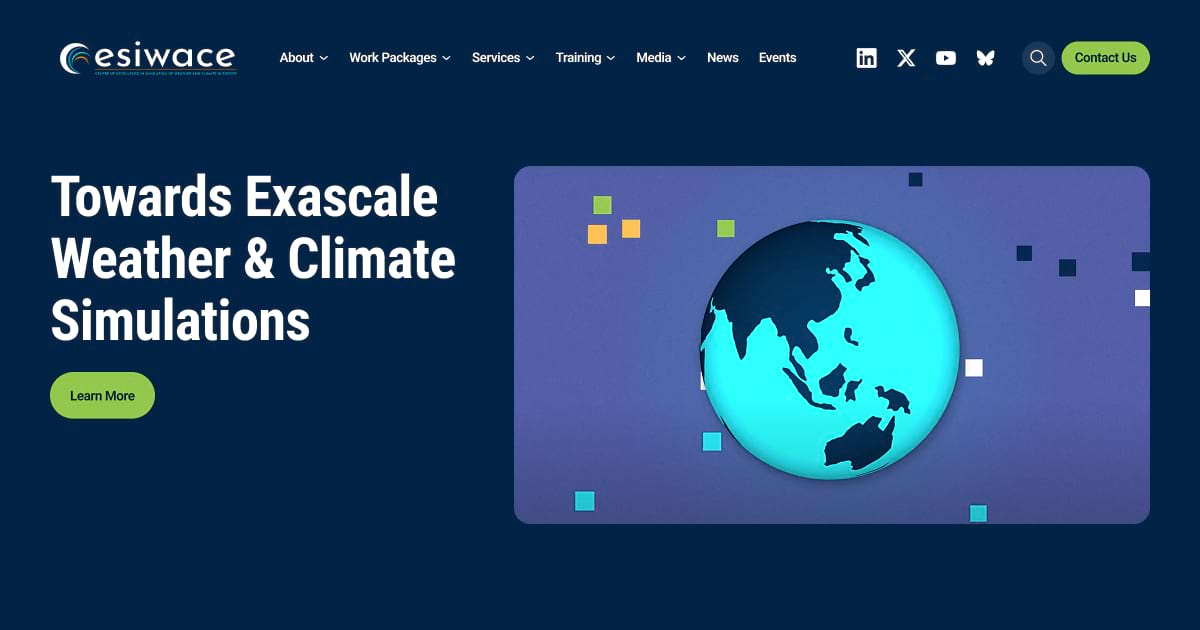 esiwace
CENTRE OF EXCELLENCE IN SIMULATION OF WEATHER AND CLIMATE IN EUROPE
About
Work Packages
Services
Training
Media
News
Events
Contact Us
Towards Exascale
Weather & Climate
Simulations
Learn More